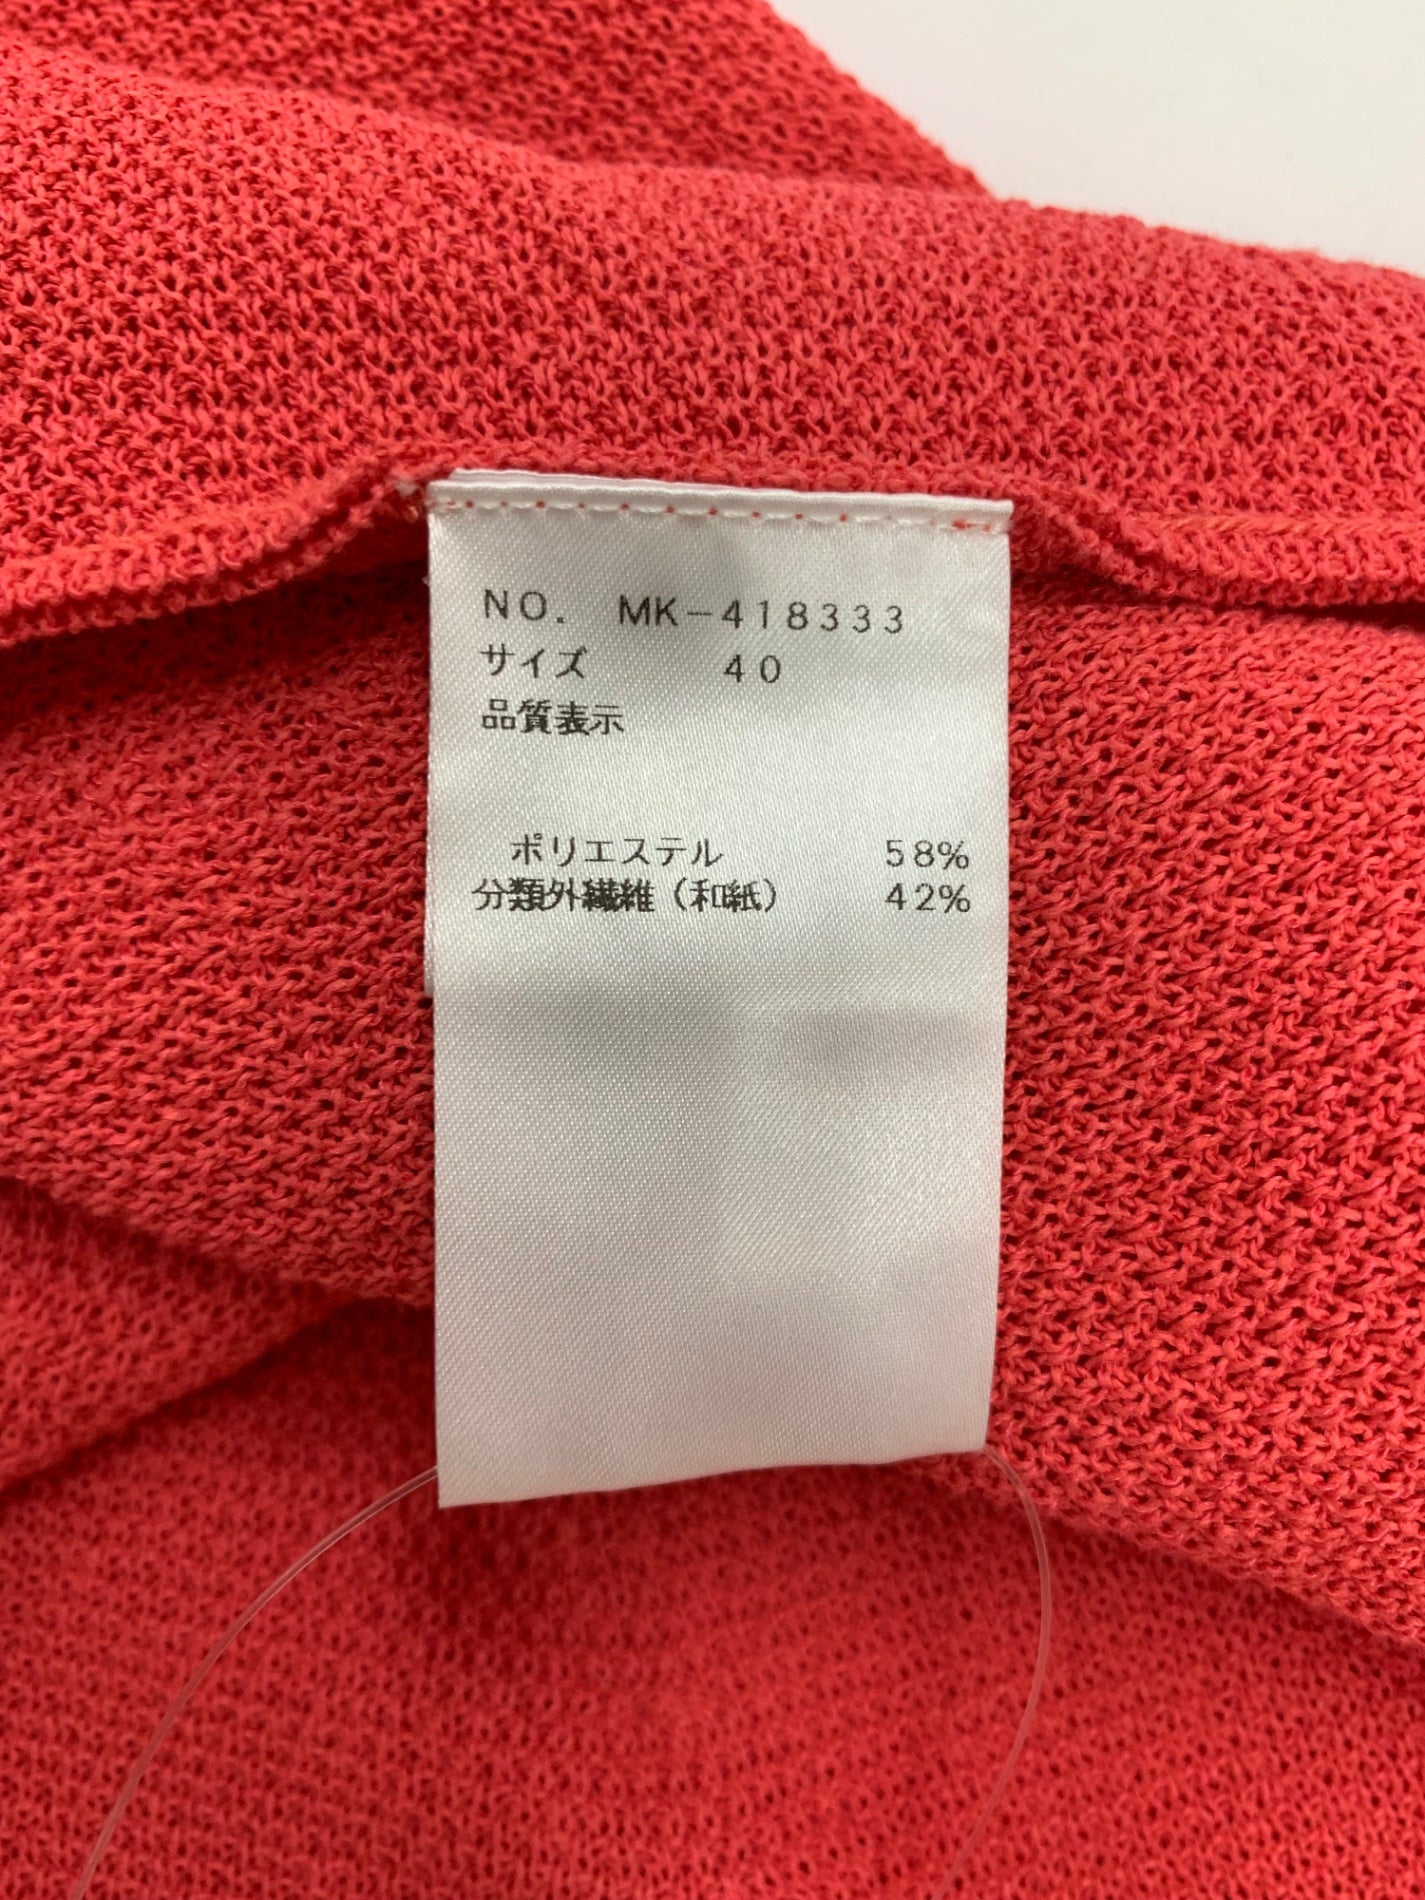 NO. MK-418333
サイズ 40
品質表示
ポリエステル 58%
分類外繊維（和紙） 42%